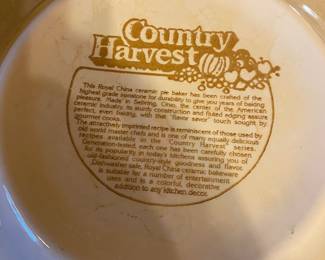 Country
Harvest
This Royal China ceramic pie baker has been crafted of the
highest grade ironstone for durability to give you years of baking
pleasure. Made in Sebring, Ohio, the center of the American
ceramic industry, its sturdy construction and fluted edges assure
perfect, even baking, with that "flavor savor" touch sought by
gourmet cooks.
The attractively imprinted recipe is reminiscent of those used by
old world master chefs and is one of many equally delicious
recipes available in the "Country Harvest" series.
Generation-tested, each one has been carefully chosen
for its popularity in today's kitchens assuring you of
old-fashioned country-style goodness and flavor.
Dishwasher safe, Royal China ceramic bakeware
is suitable for a number of entertainment
uses and is a colorful, decorative
addition to any kitchen decor.